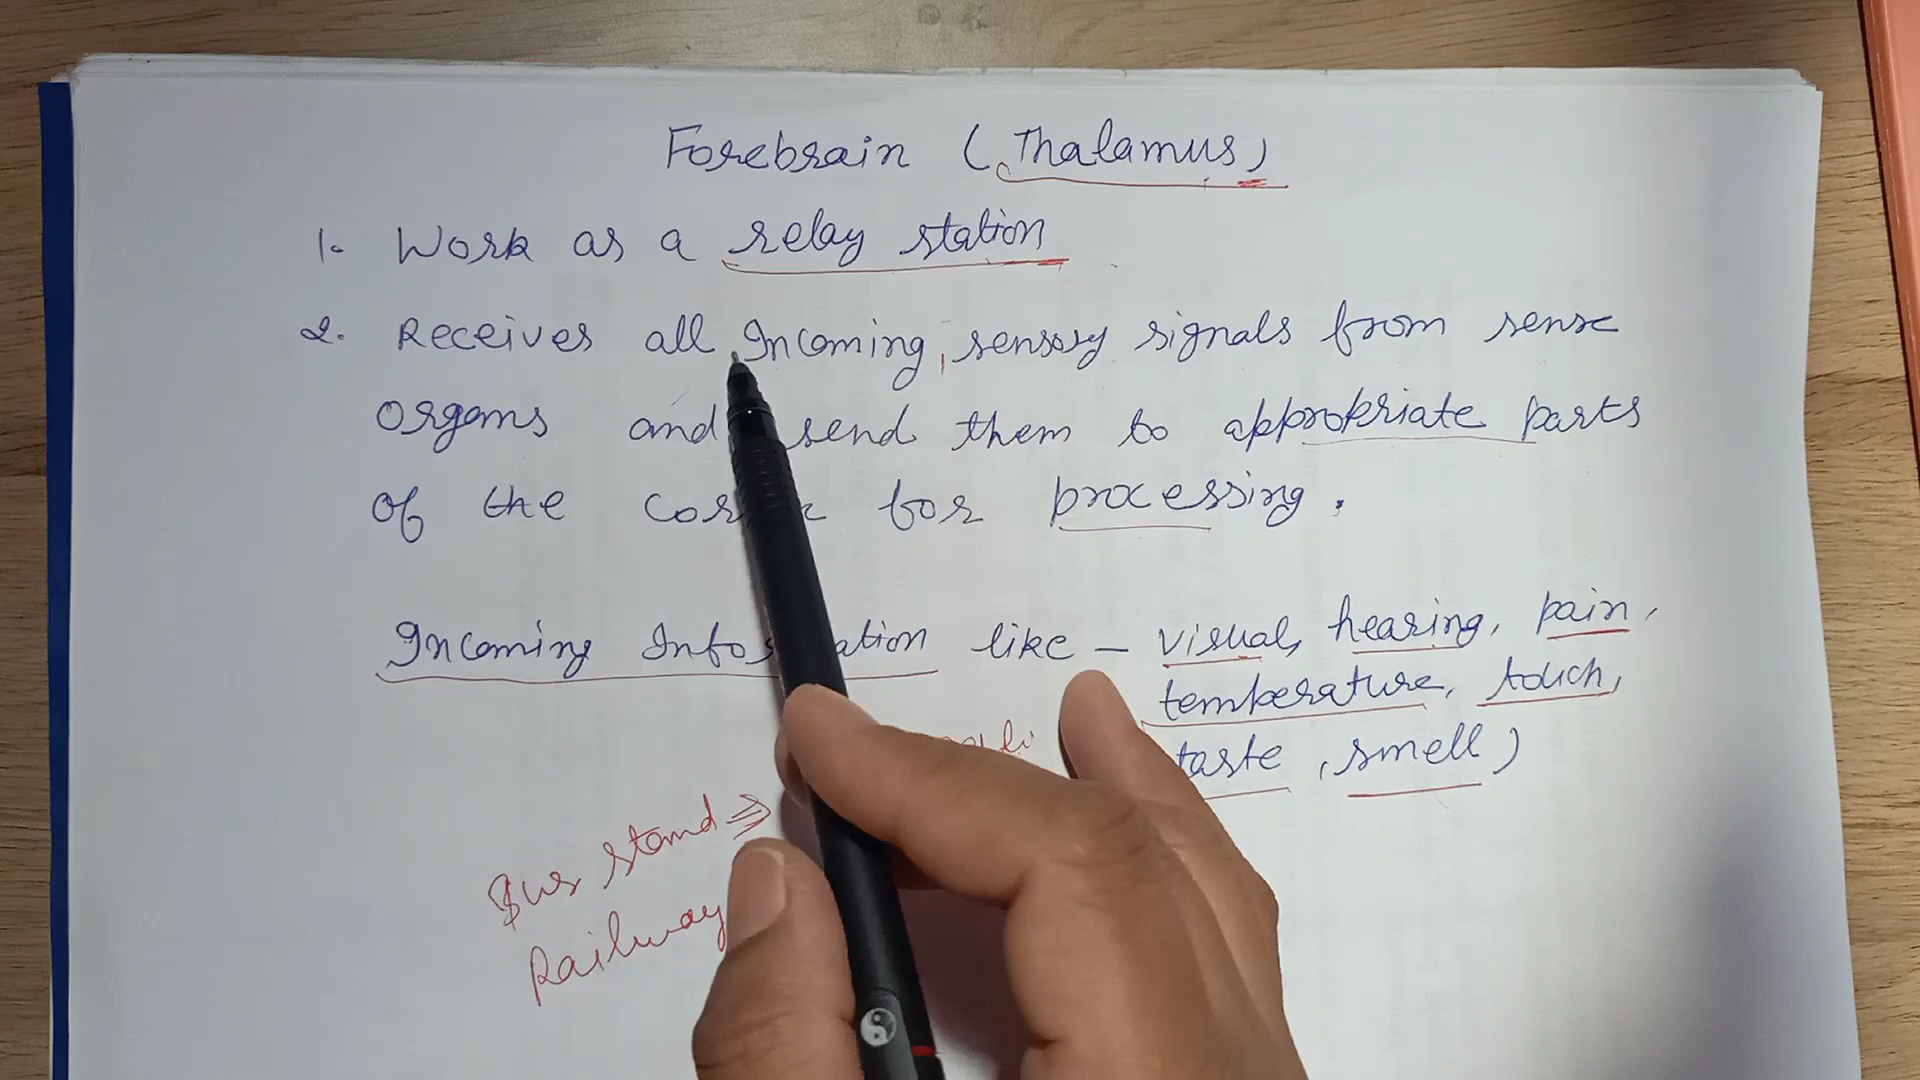 Forebrain (Thalamus)
1. Work as a relay station
2. Receives all Incoming, sensory signals from sense
organs and send them to appropriate parts
of the for processing.
Incoming like - visual, hearing, pain,
temperature, touch,
taste, smell)
Bus stand ⇒
Railway